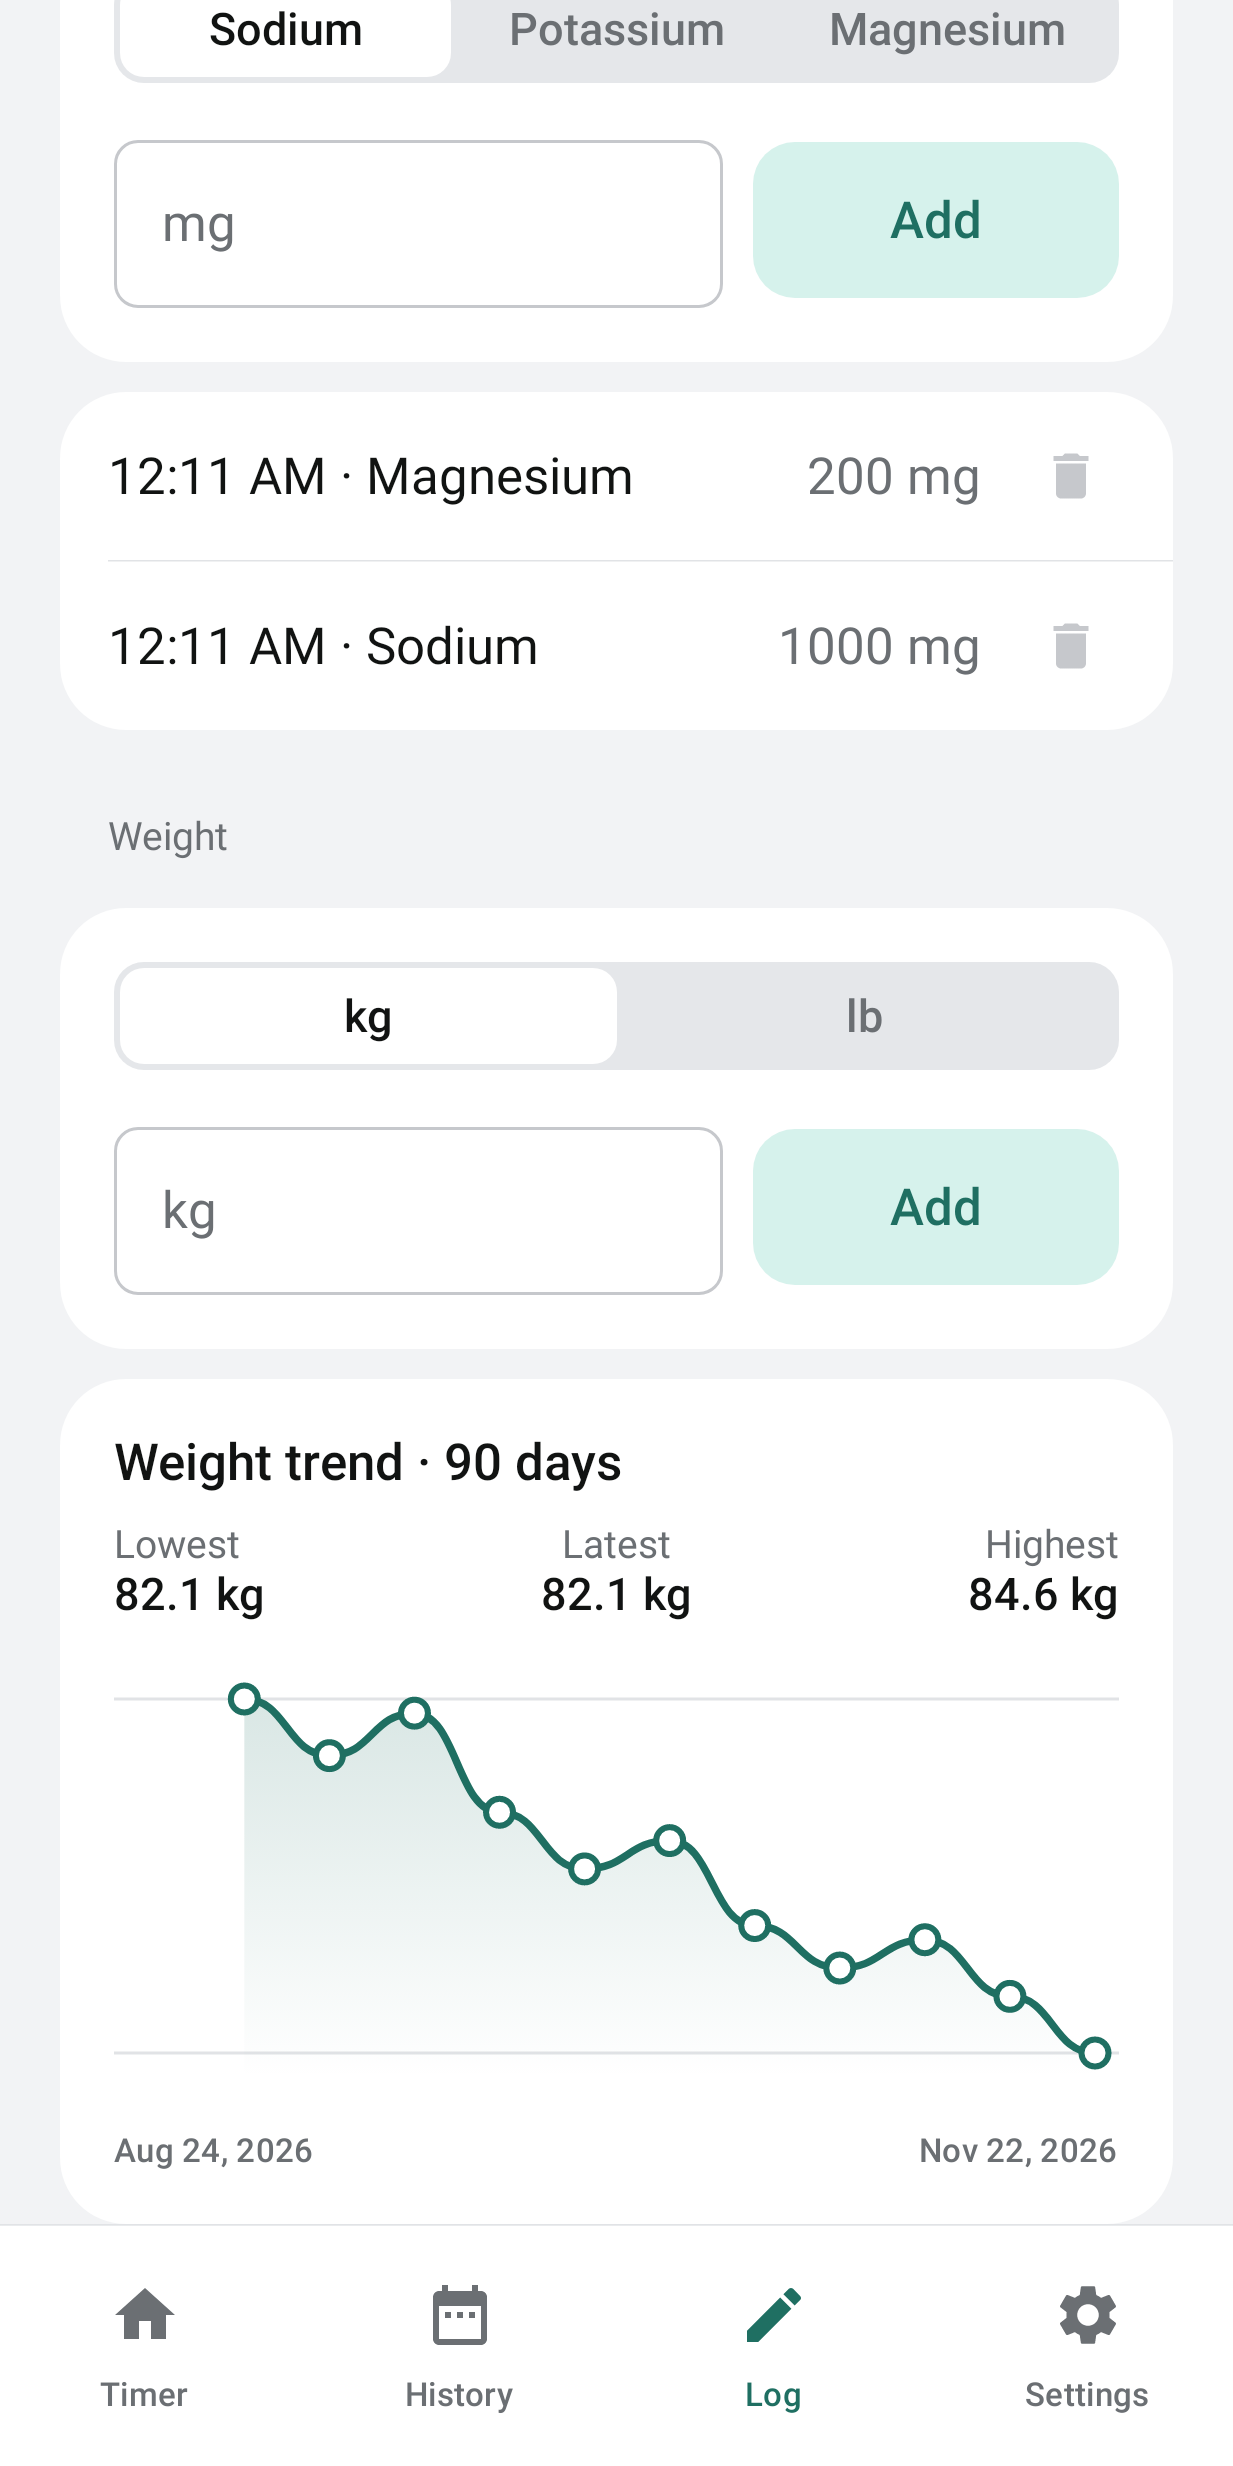 Sodium Potassium Magnesium
mg Add
12:11 AM · Magnesium 200 mg
12:11 AM · Sodium 1000 mg
Weight
kg lb
kg Add
Weight trend · 90 days
Lowest Latest Highest
82.1 kg 82.1 kg 84.6 kg
Aug 24, 2026 Nov 22, 2026
Timer History Log Settings